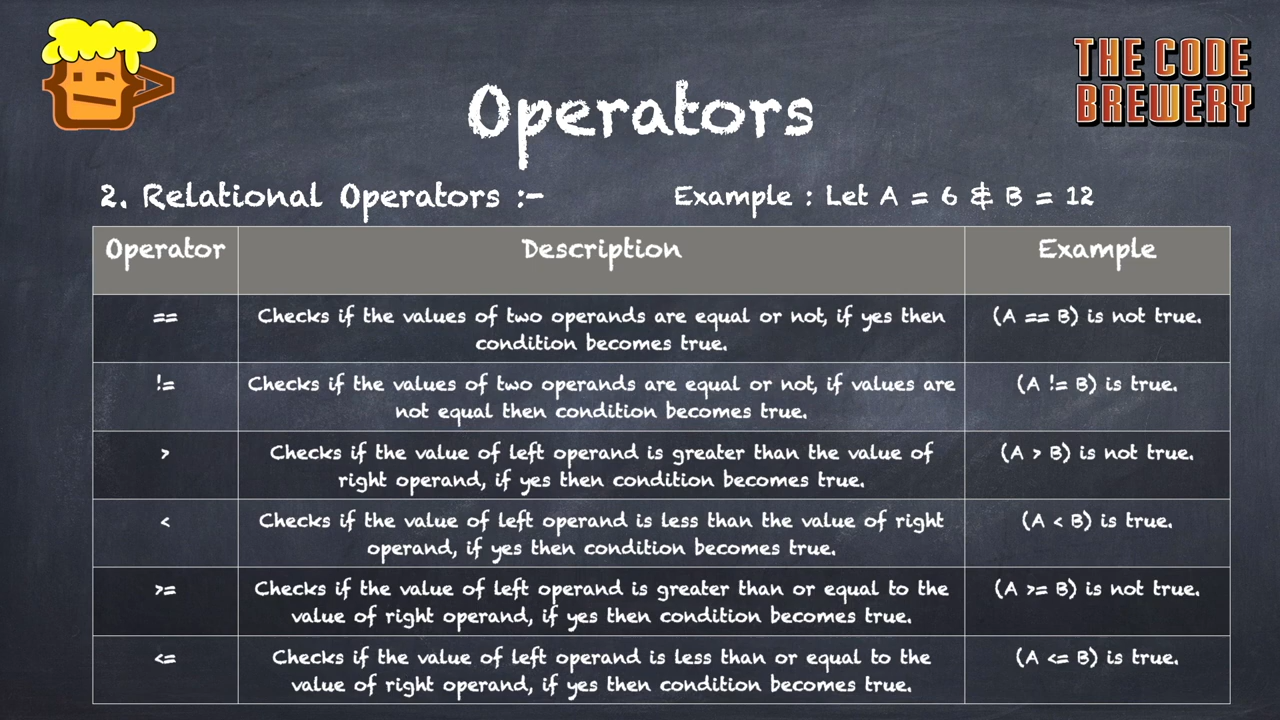 THE CODE
BREWERY
Operators
2. Relational Operators :-
Example : Let A = 6 & B = 12
Operator
Description
Example
==
Checks if the values of two operands are equal or not, if yes then
condition becomes true.
(A == B) is not true.
!=
Checks if the values of two operands are equal or not, if values are
not equal then condition becomes true.
(A != B) is true.
>
Checks if the value of left operand is greater than the value of
right operand, if yes then condition becomes true.
(A > B) is not true.
<
Checks if the value of left operand is less than the value of right
operand, if yes then condition becomes true.
(A < B) is true.
>=
Checks if the value of left operand is greater than or equal to the
value of right operand, if yes then condition becomes true.
(A >= B) is not true.
<=
Checks if the value of left operand is less than or equal to the
value of right operand, if yes then condition becomes true.
(A <= B) is true.